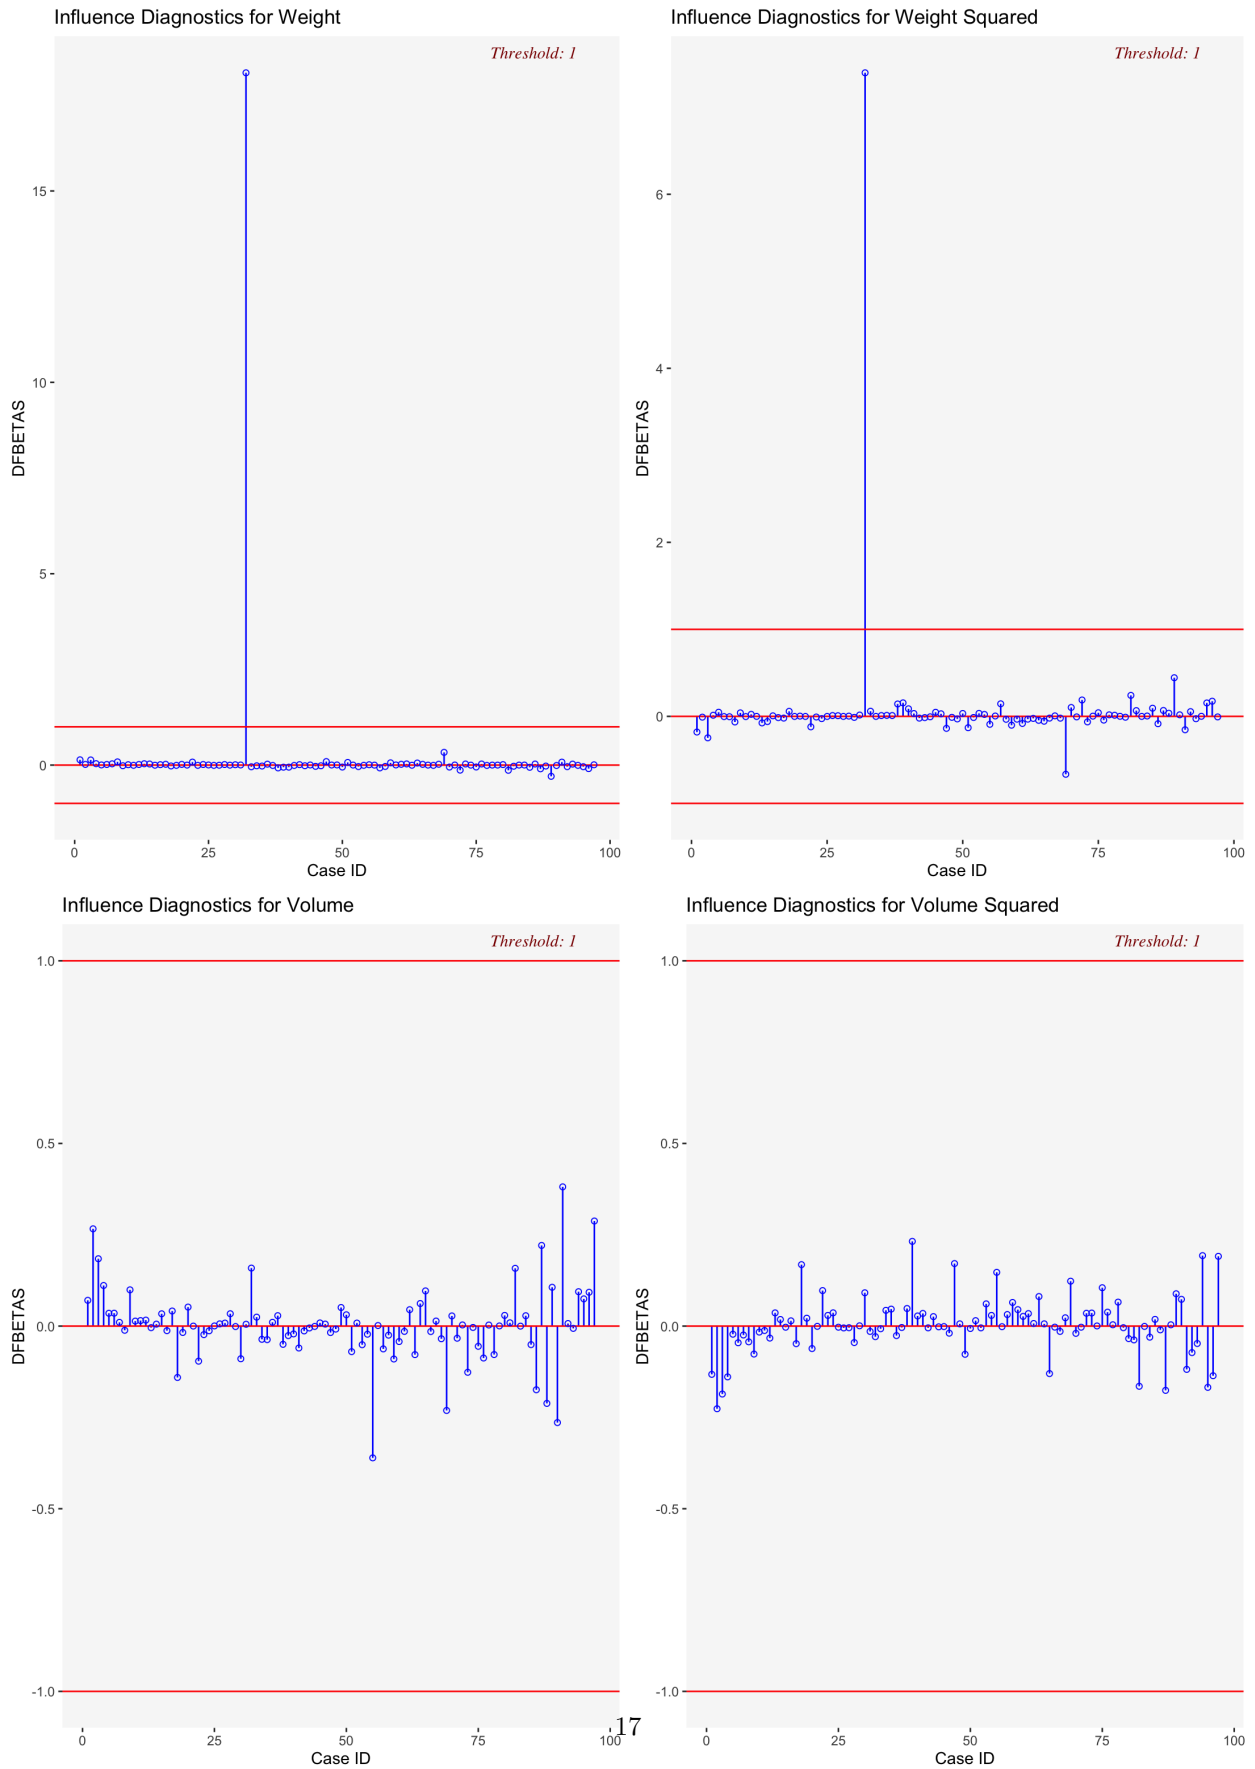 Influence Diagnostics for Weight
Threshold: 1
DFBETAS
15
10
5
0
0
25
50
75
100
Case ID
Influence Diagnostics for Weight Squared
Threshold: 1
DFBETAS
6
4
2
0
0
25
50
75
100
Case ID
Influence Diagnostics for Volume
Threshold: 1
DFBETAS
1.0
0.5
0.0
-0.5
-1.0
0
25
50
75
100
Case ID
Influence Diagnostics for Volume Squared
Threshold: 1
DFBETAS
1.0
0.5
0.0
-0.5
-1.0
0
25
50
75
100
Case ID
17